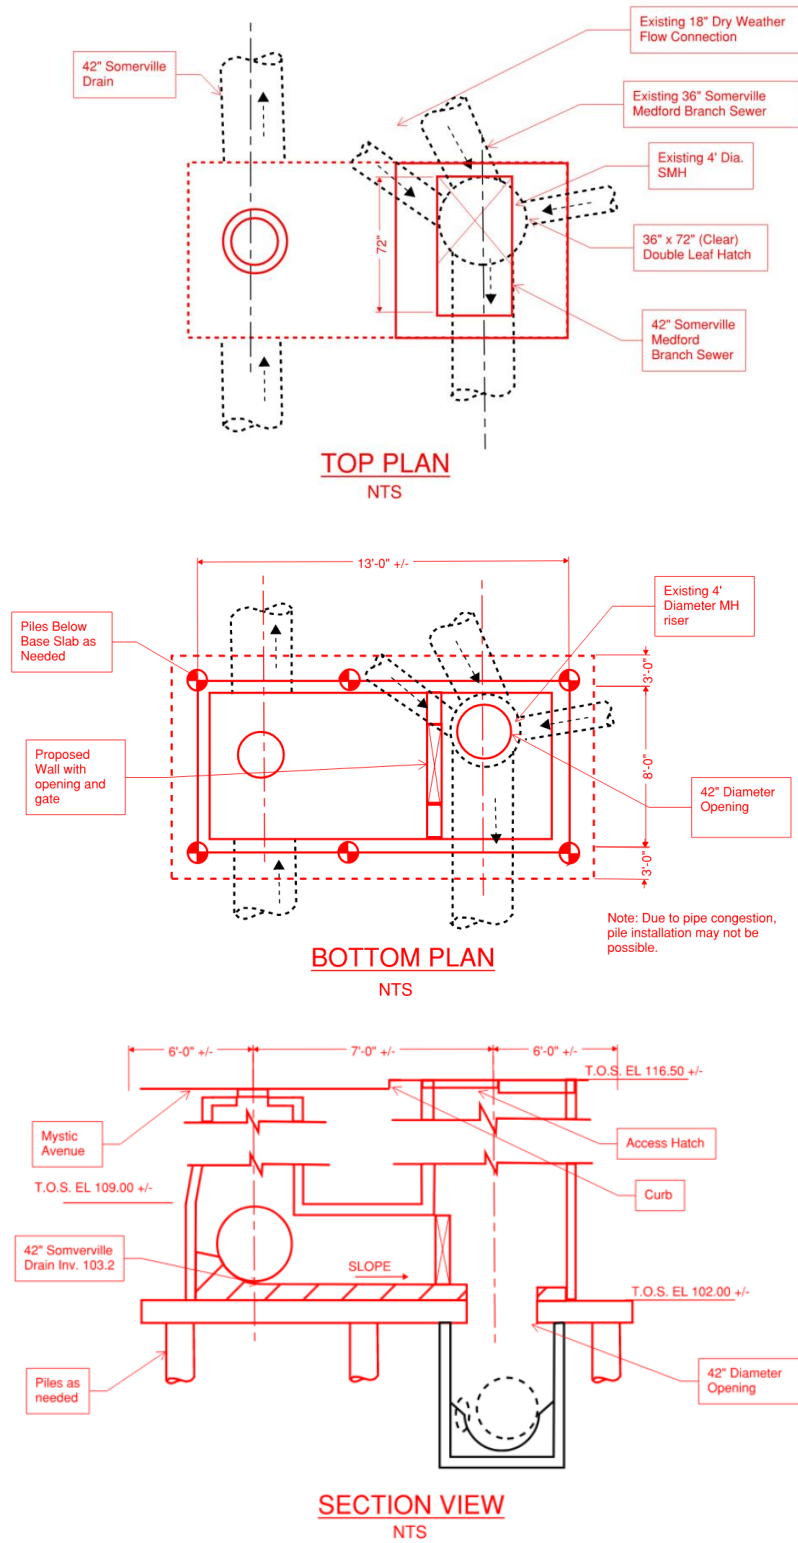 Existing 18" Dry Weather
Flow Connection
42" Somerville
Drain
Existing 36" Somerville
Medford Branch Sewer
Existing 4' Dia.
SMH
72"
36" x 72" (Clear)
Double Leaf Hatch
42" Somerville
Medford
Branch Sewer
TOP PLAN
NTS
13'-0" +/-
Existing 4'
Diameter MH
riser
Piles Below
Base Slab as
Needed
3'-0"
8'-0"
Proposed
Wall with
opening and
gate
42" Diameter
Opening
3'-0"
Note: Due to pipe congestion,
pile installation may not be
possible.
BOTTOM PLAN
NTS
6'-0" +/-
7'-0" +/-
6'-0" +/-
T.O.S. EL 116.50 +/-
Mystic
Avenue
Access Hatch
T.O.S. EL 109.00 +/-
Curb
42" Somverville
Drain Inv. 103.2
SLOPE
T.O.S. EL 102.00 +/-
Piles as
needed
42" Diameter
Opening
SECTION VIEW
NTS